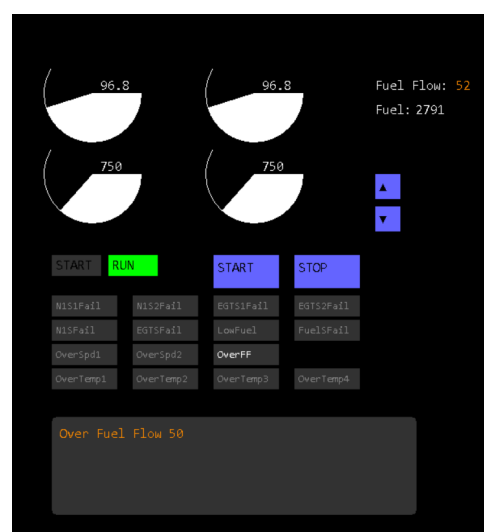 96.8 96.8 Fuel Flow: 52
Fuel: 2791
750 750
▲
▼
START RUN START STOP
N1S1Fail N1S2Fail EGTS1Fail EGTS2Fail
N1SFail EGTSFail LowFuel FuelSFail
OverSpd1 OverSpd2 OverFF
OverTemp1 OverTemp2 OverTemp3 OverTemp4
Over Fuel Flow 50